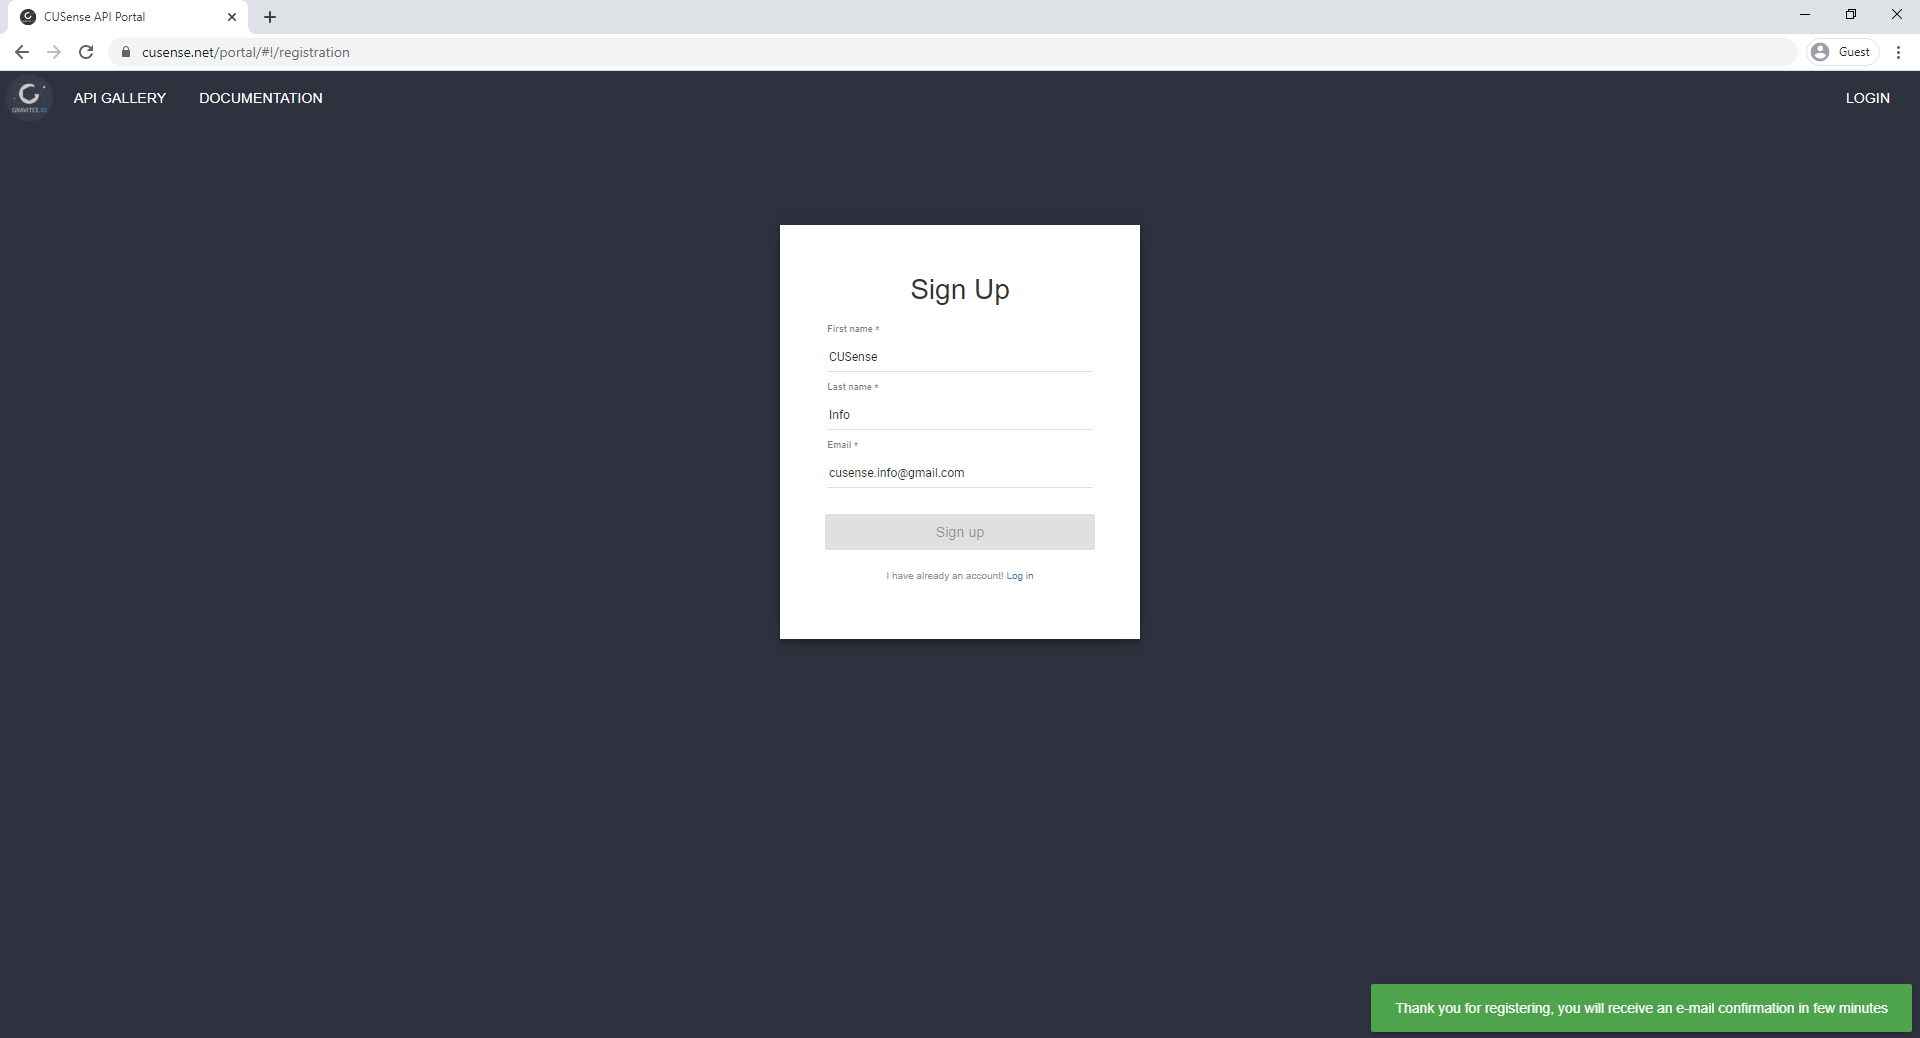 CUSense API Portal
cusense.net/portal/#!/registration
Guest
GRAVITEE.IO
API GALLERY
DOCUMENTATION
LOGIN
Sign Up
First name *
CUSense
Last name *
Info
Email *
cusense.info@gmail.com
Sign up
I have already an account! Log in
Thank you for registering, you will receive an e-mail confirmation in few minutes